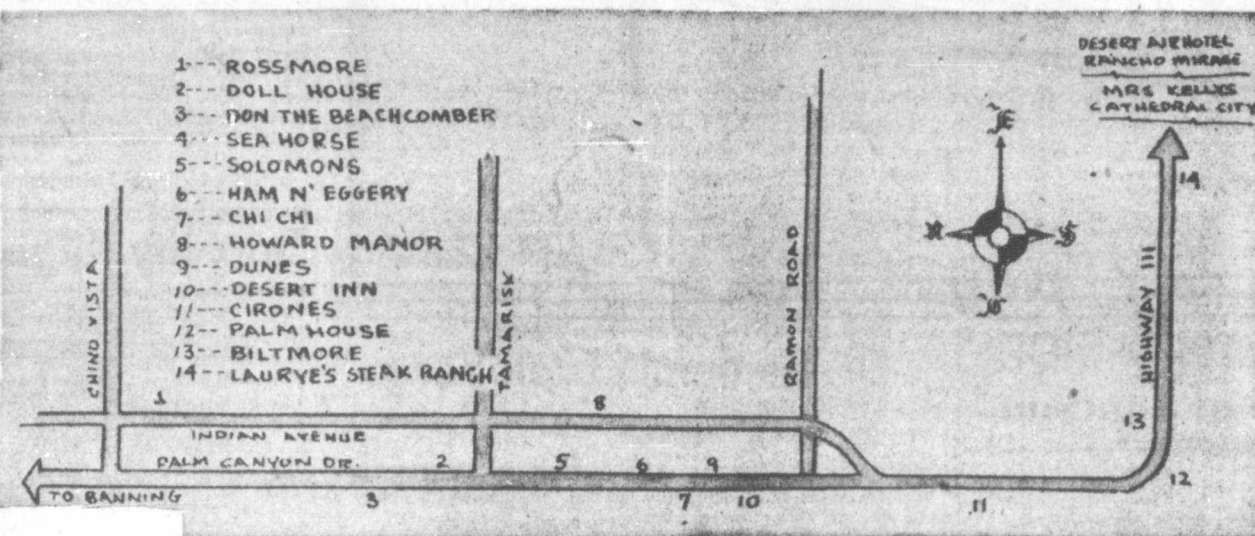 1--- ROSSMORE
2--- DOLL HOUSE
3--- DON THE BEACHCOMBER
4--- SEA HORSE
5--- SOLOMONS
6--- HAM N' EGGERY
7--- CHI CHI
8--- HOWARD MANOR
9--- DUNES
10--- DESERT INN
11--- CIRONES
12-- PALM HOUSE
13-- BILTMORE
14-- LAURYE'S STEAK RANCH
DESERT AIR HOTEL
RANCHO MIRAGE
MRS KELLYS
CATHEDRAL CITY
E
S
14
CHINO VISTA
TAMARISK
RAMON ROAD
HIGHWAY 111
1
8
13
INDIAN AVENUE
PALM CANYON DR.
2
5
6
9
12
TO BANNING
3
7
10
11